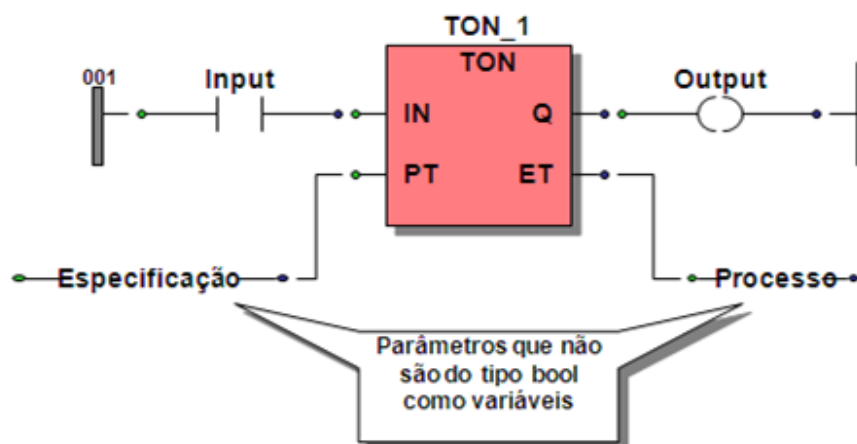 TON_1
001
Input
TON
Output
IN
Q
PT
ET
Especificação
Processo
Parâmetros que não
são do tipo bool
como variáveis